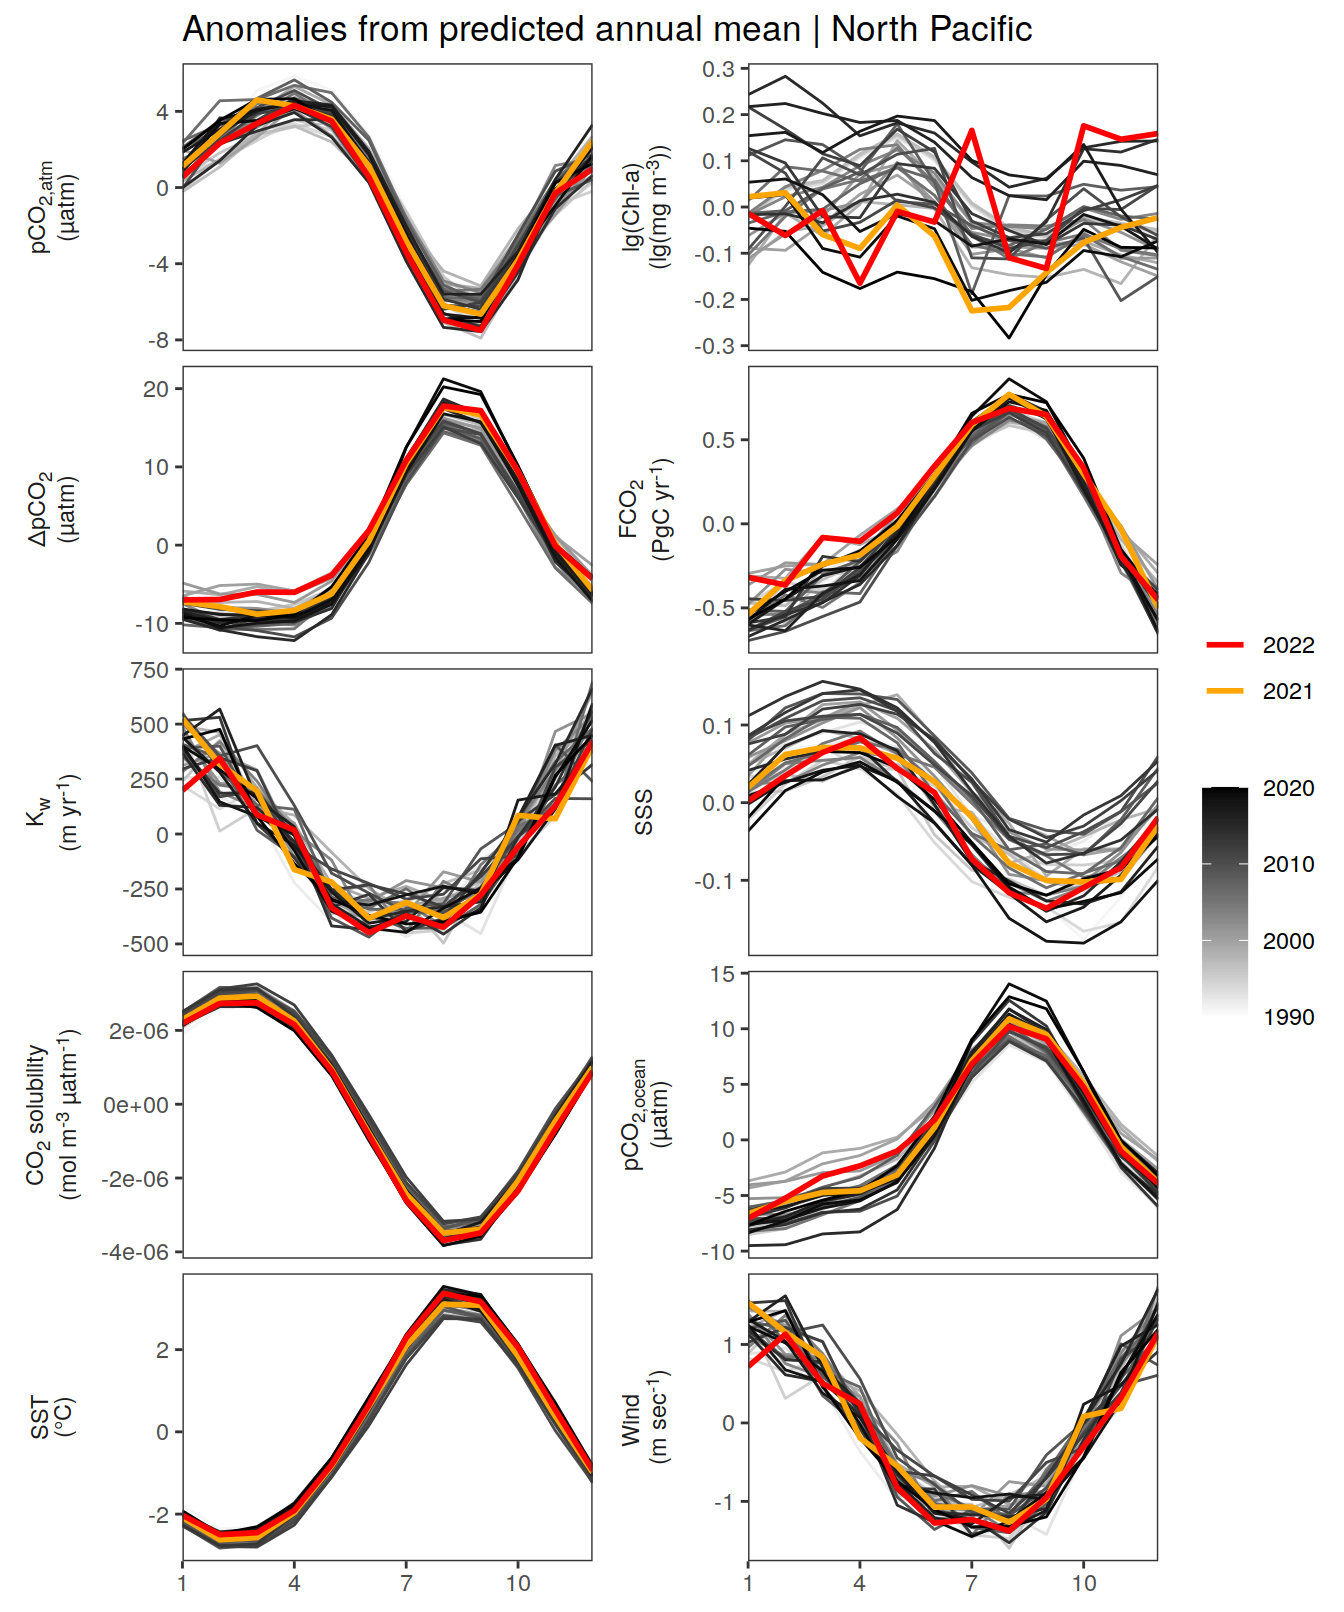 Anomalies from predicted annual mean | North Pacific
pCO2,atm
(µatm)
4
0
-4
-8
lg(Chl-a)
(lg(mg m-3))
0.3
0.2
0.1
0.0
-0.1
-0.2
-0.3
ΔpCO2
(µatm)
20
10
0
-10
FCO2
(PgC yr-1)
0.5
0.0
-0.5
Kw
(m yr-1)
750
500
250
0
-250
-500
SSS
0.1
0.0
-0.1
CO2 solubility
(mol m-3 µatm-1)
2e-06
0e+00
-2e-06
-4e-06
pCO2,ocean
(µatm)
15
10
5
0
-5
-10
SST
(°C)
2
0
-2
Wind
(m sec-1)
1
0
-1
1 4 7 10
1 4 7 10
2022
2021
2020
2010
2000
1990